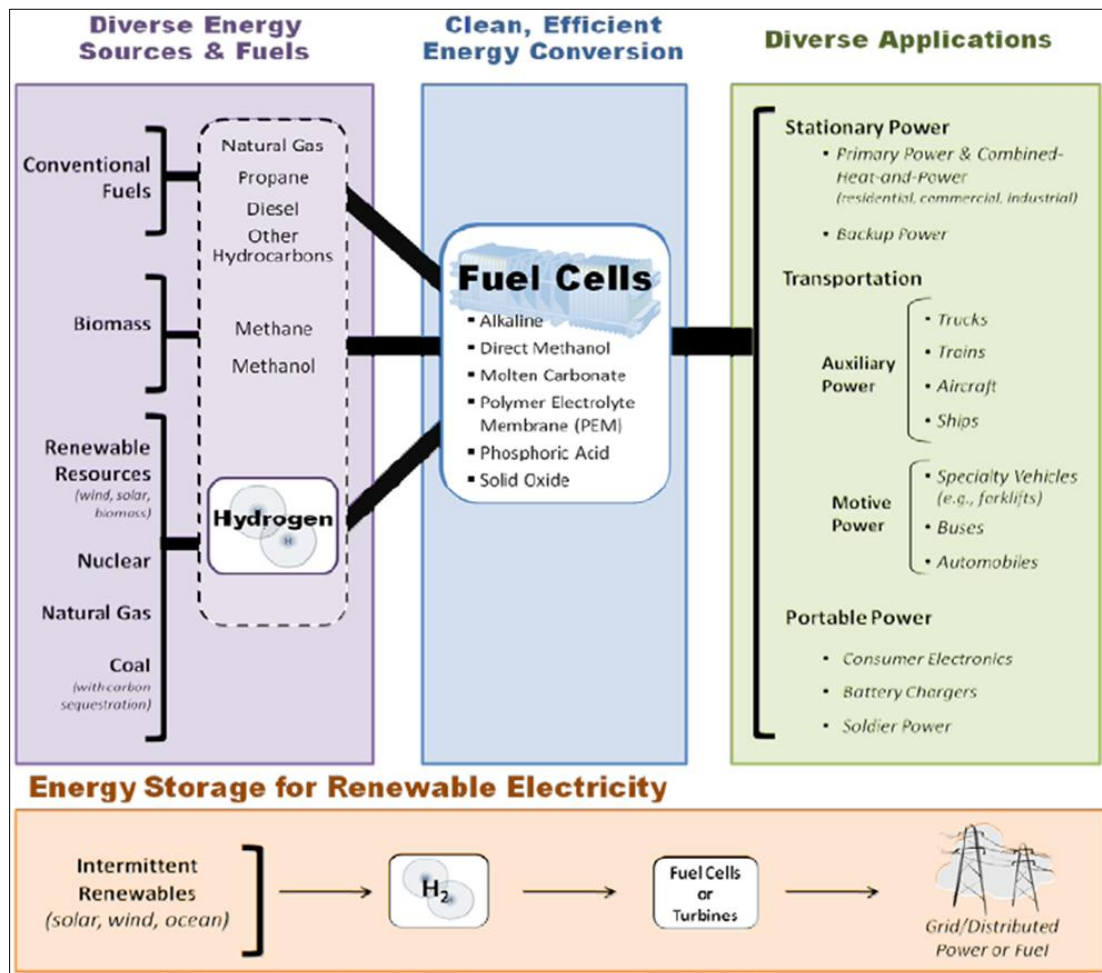 Diverse Energy
Sources & Fuels
Conventional
Fuels
Biomass
Renewable
Resources
(wind, solar,
biomass)
Nuclear
Natural Gas
Coal
(with carbon
sequestration)
Natural Gas
Propane
Diesel
Other
Hydrocarbons
Methane
Methanol
Hydrogen
H
Clean, Efficient
Energy Conversion
Fuel Cells
▪ Alkaline
▪ Direct Methanol
▪ Molten Carbonate
▪ Polymer Electrolyte
Membrane (PEM)
▪ Phosphoric Acid
▪ Solid Oxide
Diverse Applications
Stationary Power
• Primary Power & Combined-
Heat-and-Power
(residential, commercial, industrial)
• Backup Power
Transportation
Auxiliary
Power
• Trucks
• Trains
• Aircraft
• Ships
Motive
Power
• Specialty Vehicles
(e.g., forklifts)
• Buses
• Automobiles
Portable Power
• Consumer Electronics
• Battery Chargers
• Soldier Power
Energy Storage for Renewable Electricity
Intermittent
Renewables
(solar, wind, ocean)
H₂
Fuel Cells
or
Turbines
Grid/Distributed
Power or Fuel